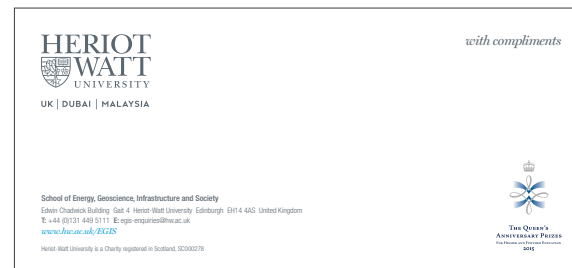 HERIOT
WATT
UNIVERSITY
UK | DUBAI | MALAYSIA
with compliments
School of Energy, Geoscience, Infrastructure and Society
Edwin Chadwick Building Gait 4 Heriot-Watt University Edinburgh EH14 4AS United Kingdom
T: +44 (0)131 449 5111 E: egis-enquiries@hw.ac.uk
www.hw.ac.uk/EGIS
Heriot-Watt University is a Charity registered in Scotland, SC000278
THE QUEEN'S
ANNIVERSARY PRIZES
FOR HIGHER AND FURTHER EDUCATION
2015